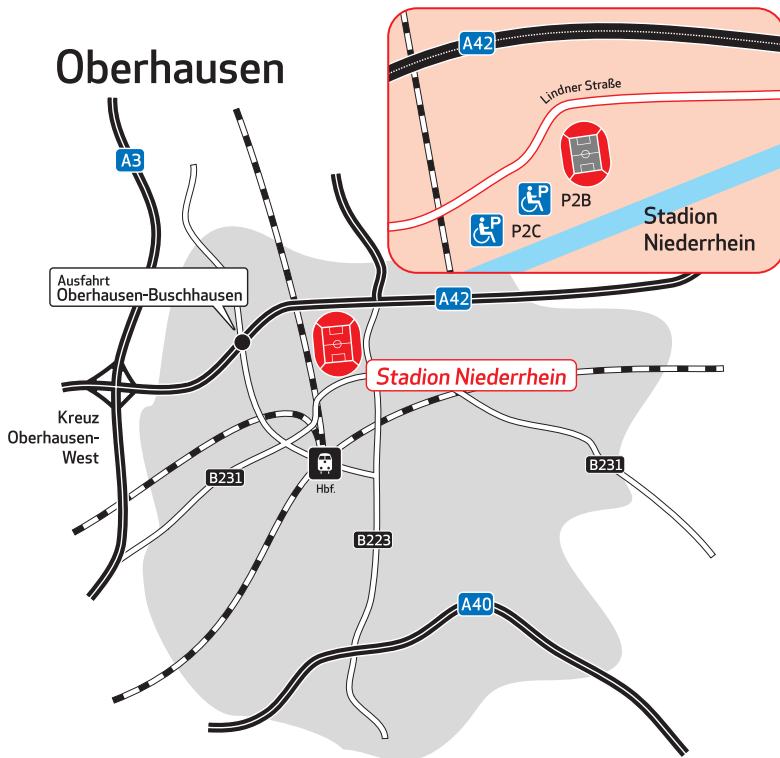 Oberhausen
A42
Lindner Straße
P
P2B
P
P2C
Stadion
Niederrhein
A3
Ausfahrt
Oberhausen-Buschhausen
A42
Stadion Niederrhein
Kreuz
Oberhausen-
West
B231
Hbf.
B231
B223
A40